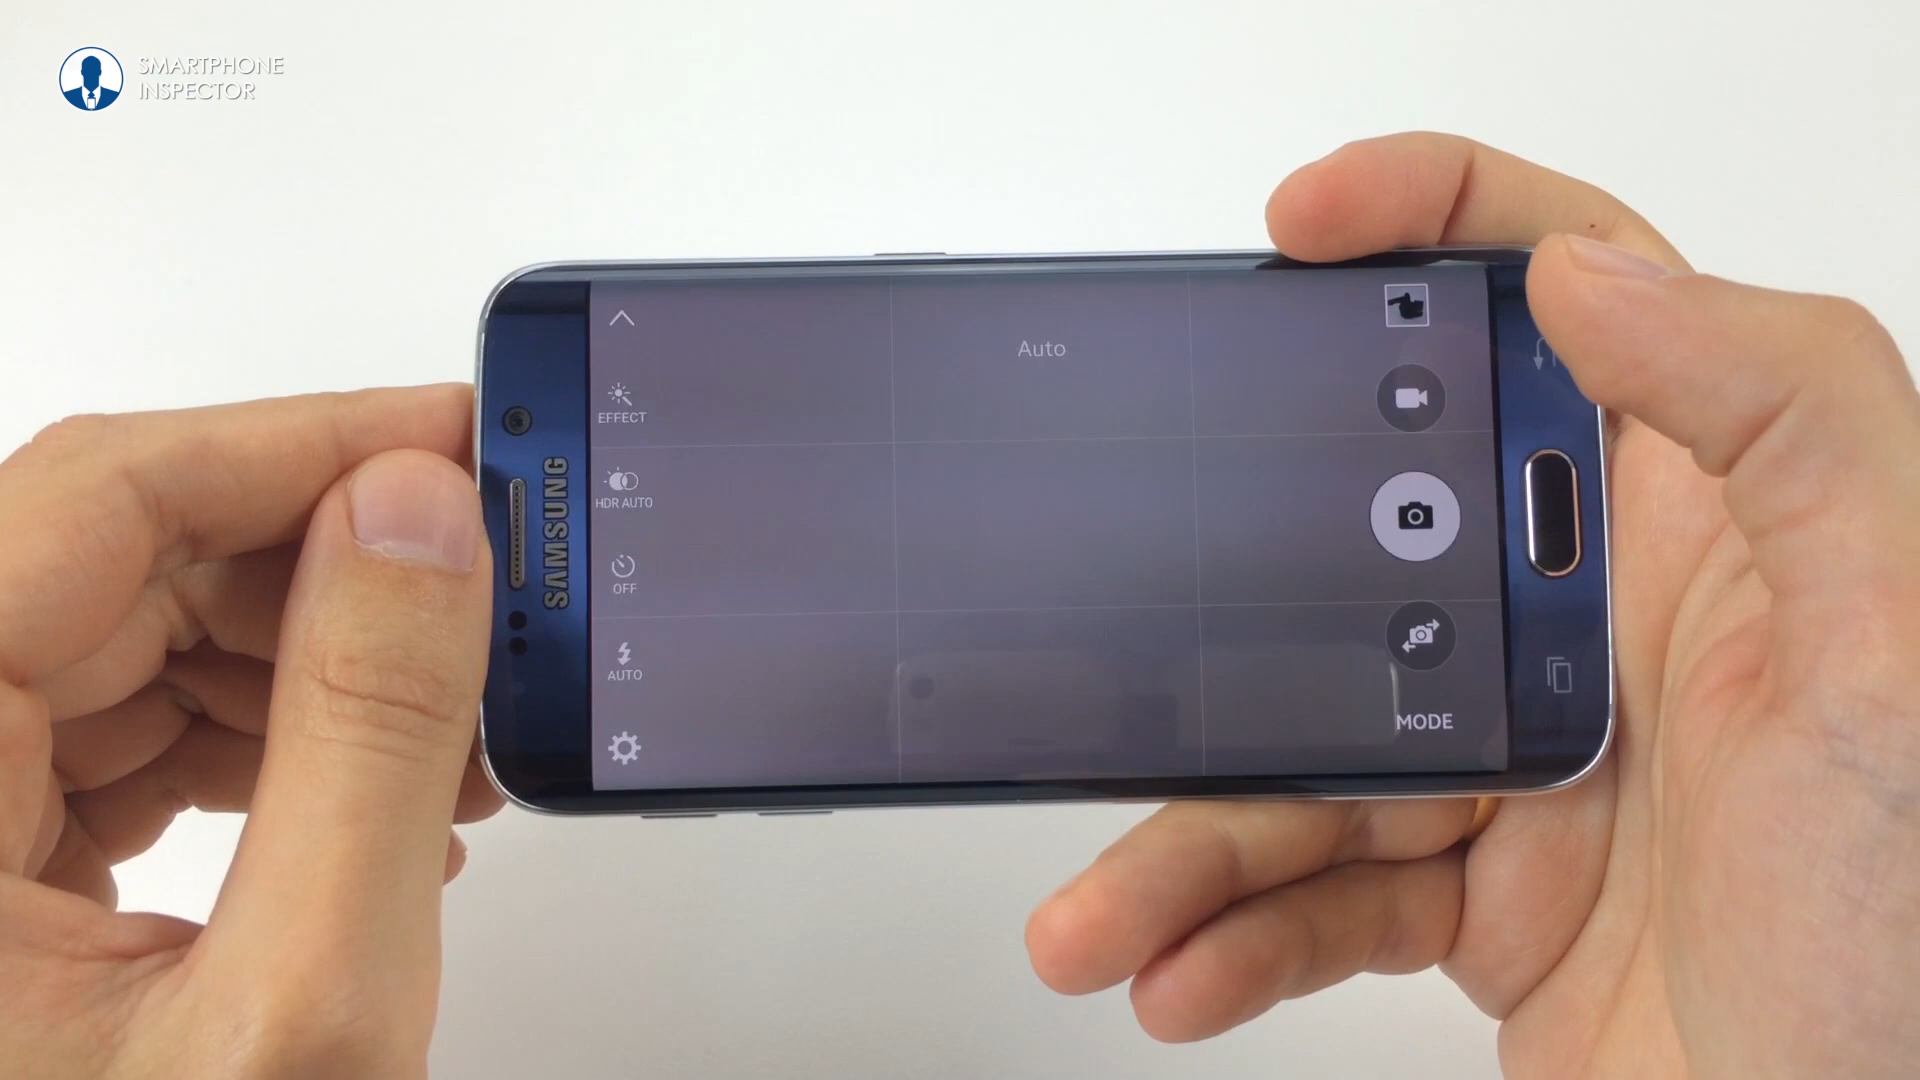 SMARTPHONE
INSPECTOR
SAMSUNG
Auto
EFFECT
HDR AUTO
OFF
AUTO
MODE